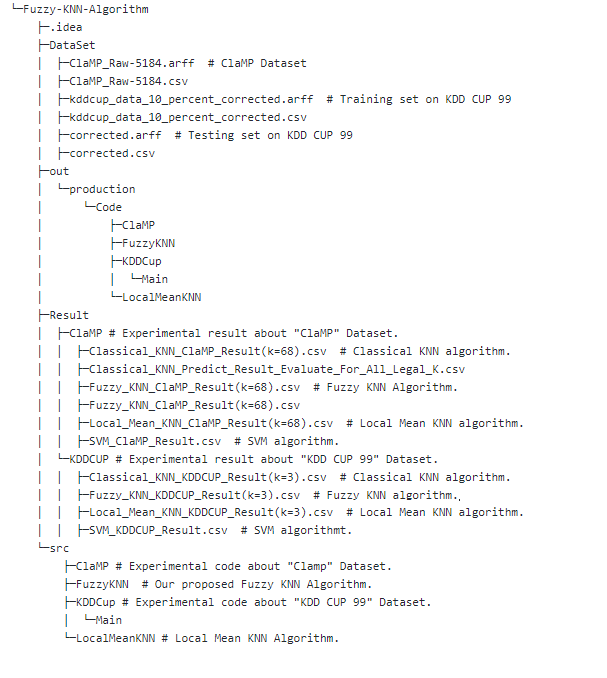 └─Fuzzy-KNN-Algorithm
    ├─.idea
    ├─DataSet
    │  ├─ClaMP_Raw-5184.arff  # ClaMP Dataset
    │  ├─ClaMP_Raw-5184.csv
    │  ├─kddcup_data_10_percent_corrected.arff  # Training set on KDD CUP 99
    │  ├─kddcup_data_10_percent_corrected.csv
    │  ├─corrected.arff  # Testing set on KDD CUP 99
    │  ├─corrected.csv
    ├─out
    │  └─production
    │      └─Code
    │          ├─ClaMP
    │          ├─FuzzyKNN
    │          ├─KDDCup
    │          │  └─Main
    │          └─LocalMeanKNN
    ├─Result
    │  ├─ClaMP # Experimental result about "ClaMP" Dataset.
    │  │  ├─Classical_KNN_ClaMP_Result(k=68).csv  # Classical KNN algorithm.
    │  │  ├─Classical_KNN_Predict_Result_Evaluate_For_All_Legal_K.csv
    │  │  ├─Fuzzy_KNN_ClaMP_Result(k=68).csv  # Fuzzy KNN Algorithm.
    │  │  ├─Fuzzy_KNN_ClaMP_Result(k=68).csv
    │  │  ├─Local_Mean_KNN_ClaMP_Result(k=68).csv  # Local Mean KNN algorithm.
    │  │  ├─SVM_ClaMP_Result.csv  # SVM algorithm.
    │  └─KDDCUP # Experimental result about "KDD CUP 99" Dataset.
    │  │  ├─Classical_KNN_KDDCUP_Result(k=3).csv  # Classical KNN algorithm.
    │  │  ├─Fuzzy_KNN_KDDCUP_Result(k=3).csv  # Fuzzy KNN algorithm.、
    │  │  ├─Local_Mean_KNN_KDDCUP_Result(k=3).csv  # Local Mean KNN algorithm.
    │  │  ├─SVM_KDDCUP_Result.csv  # SVM algorithmt.
    └─src
        ├─ClaMP # Experimental code about "Clamp" Dataset.
        ├─FuzzyKNN  # Our proposed Fuzzy KNN Algorithm.
        ├─KDDCup # Experimental code about "KDD CUP 99" Dataset.
        │  └─Main
        └─LocalMeanKNN # Local Mean KNN Algorithm.